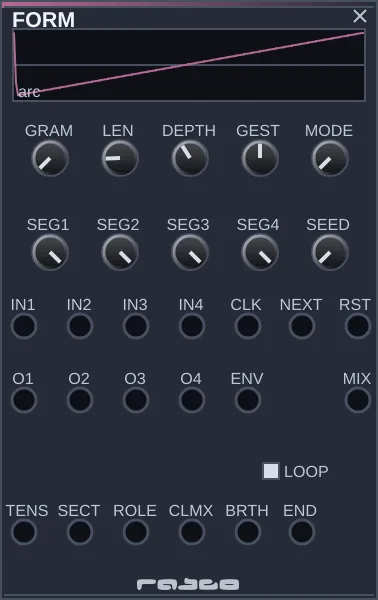 FORM
arc
GRAM LEN DEPTH GEST MODE
SEG1 SEG2 SEG3 SEG4 SEED
IN1 IN2 IN3 IN4 CLK NEXT RST
O1 O2 O3 O4 ENV MIX
LOOP
TENS SECT ROLE CLMX BRTH END